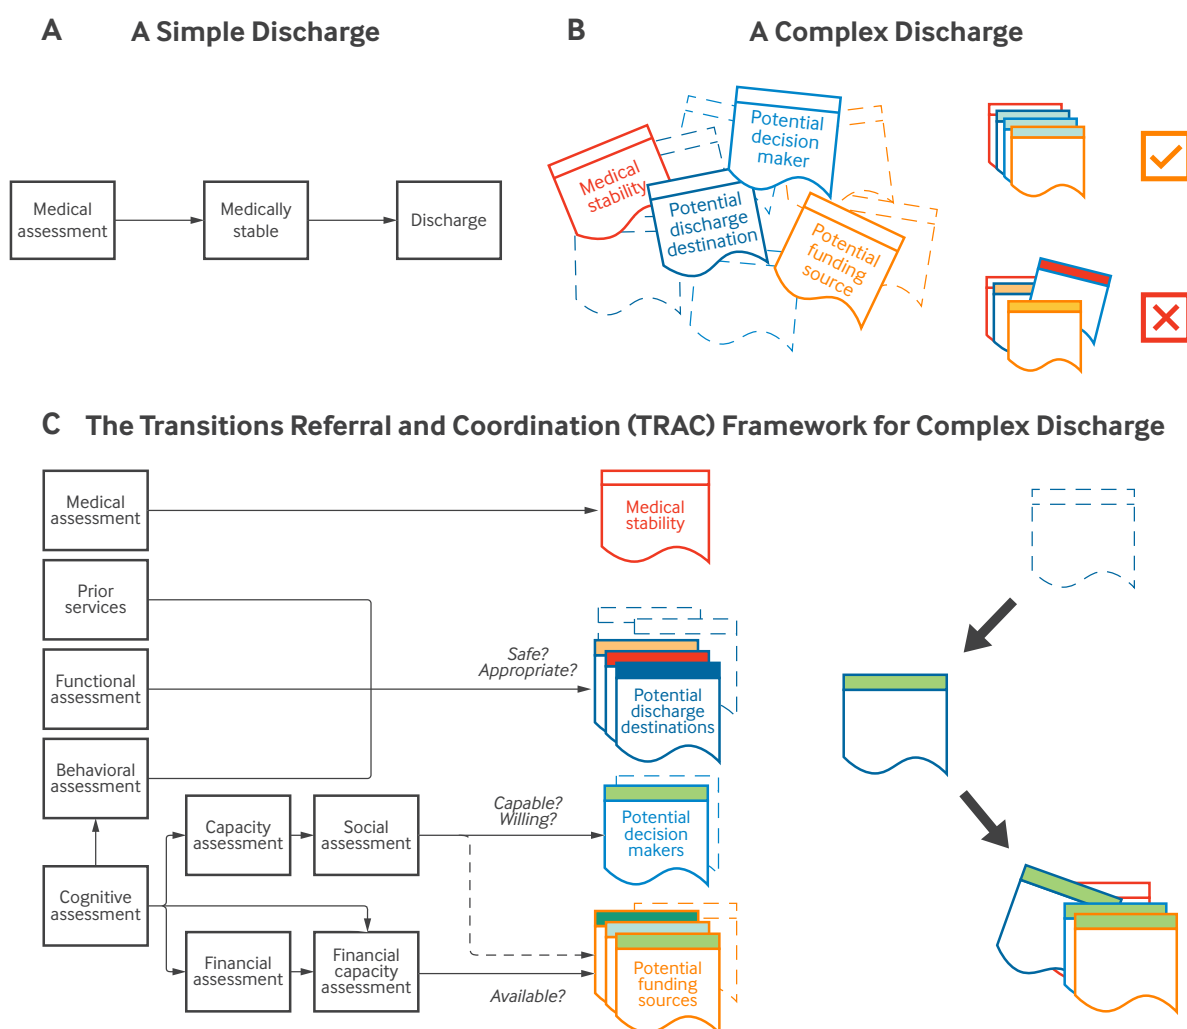 A A Simple Discharge
B A Complex Discharge
Medical
assessment
Medically
stable
Discharge
Medical
stability
Potential
decision
maker
Potential
discharge
destination
Potential
funding
source
C The Transitions Referral and Coordination (TRAC) Framework for Complex Discharge
Medical
assessment
Medical
stability
Prior
services
Functional
assessment
Safe?
Appropriate?
Potential
discharge
destinations
Behavioral
assessment
Capacity
assessment
Social
assessment
Capable?
Willing?
Potential
decision
makers
Cognitive
assessment
Financial
assessment
Financial
capacity
assessment
Available?
Potential
funding
sources